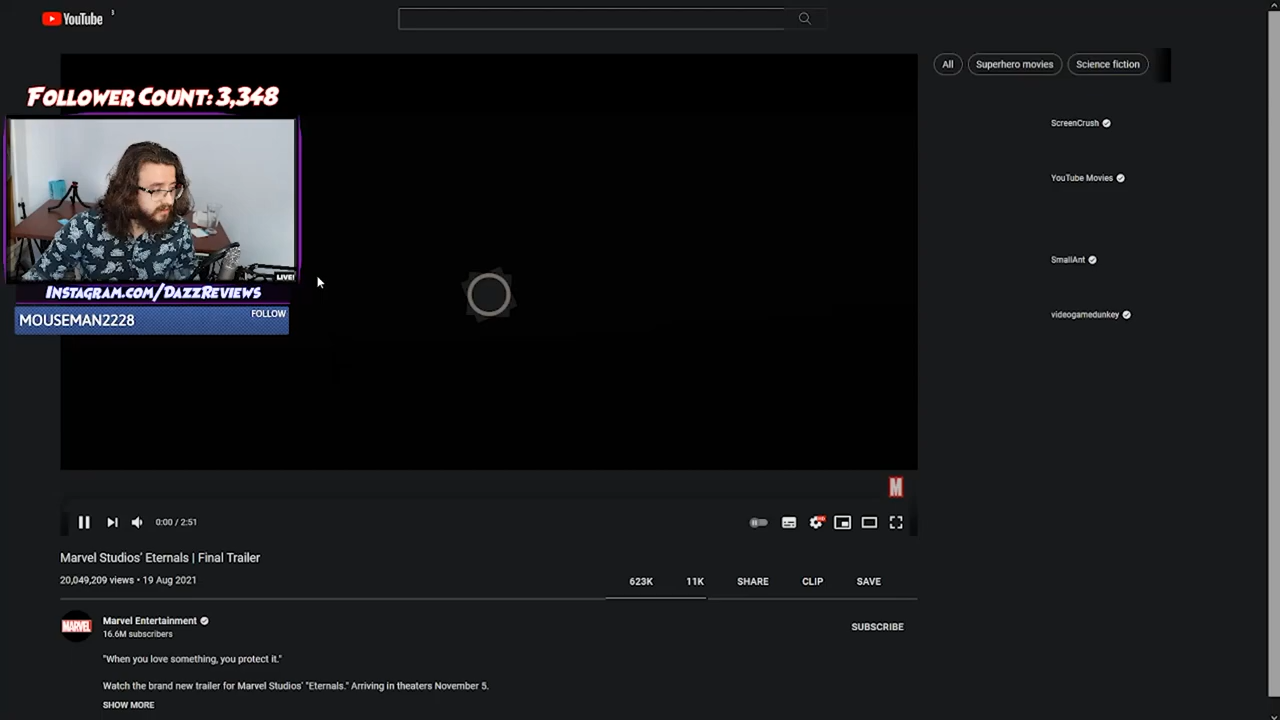 YouTube
All
Superhero movies
Science fiction
FOLLOWER COUNT: 3,348
ScreenCrush
YouTube Movies
SmallAnt
videogamedunkey
LIVE!
INSTAGRAM.COM/DAZZREVIEWS
MOUSEMAN2228
FOLLOW
M
0:00 / 2:51
Marvel Studios' Eternals | Final Trailer
20,049,209 views • 19 Aug 2021
623K
11K
SHARE
CLIP
SAVE
MARVEL
Marvel Entertainment
16.6M subscribers
SUBSCRIBE
"When you love something, you protect it."
Watch the brand new trailer for Marvel Studios' "Eternals." Arriving in theaters November 5.
SHOW MORE